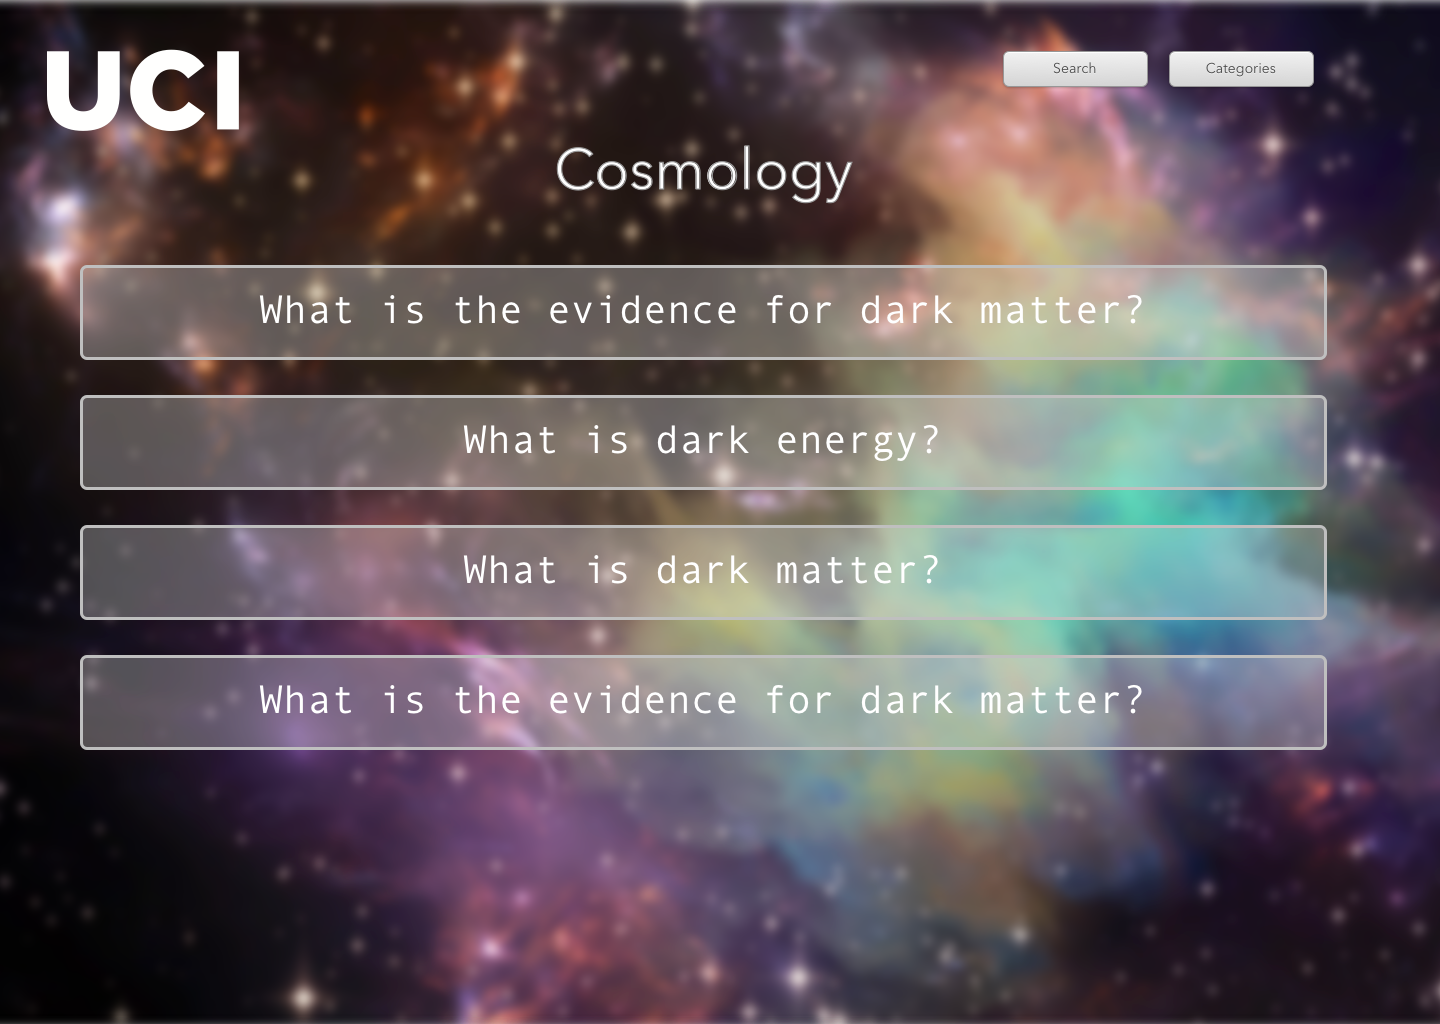 UCI
Search
Categories
Cosmology
What is the evidence for dark matter?
What is dark energy?
What is dark matter?
What is the evidence for dark matter?